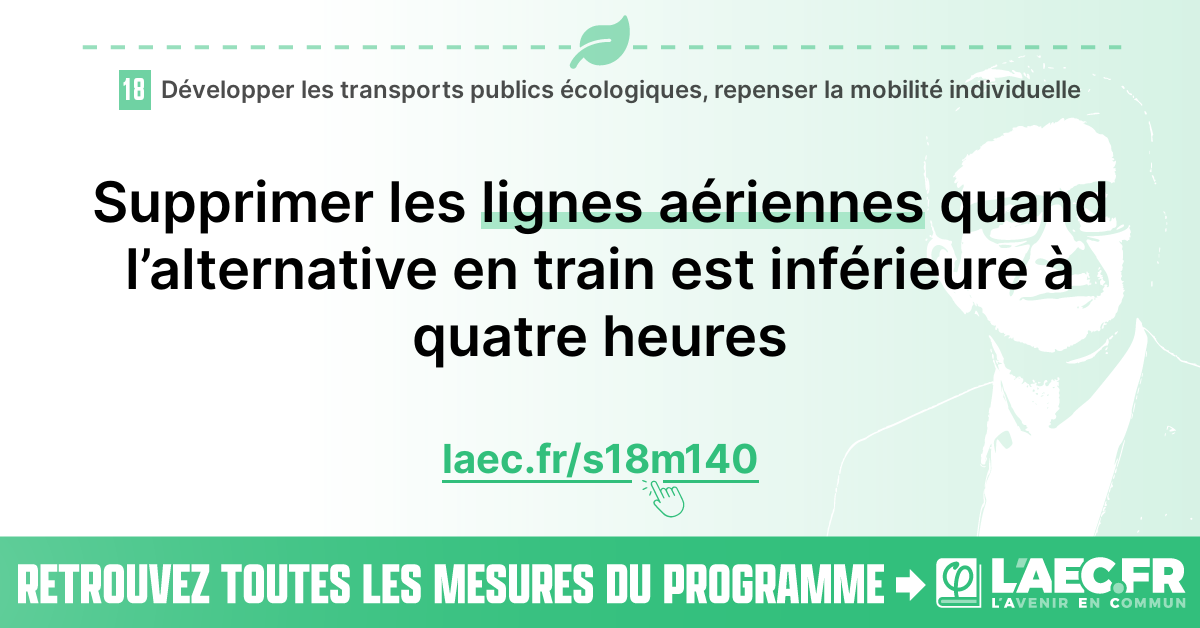 18 Développer les transports publics écologiques, repenser la mobilité individuelle
Supprimer les lignes aériennes quand
l’alternative en train est inférieure à
quatre heures
laec.fr/s18m140
RETROUVEZ TOUTES LES MESURES DU PROGRAMME
L'AEC.FR
L'AVENIR EN COMMUN